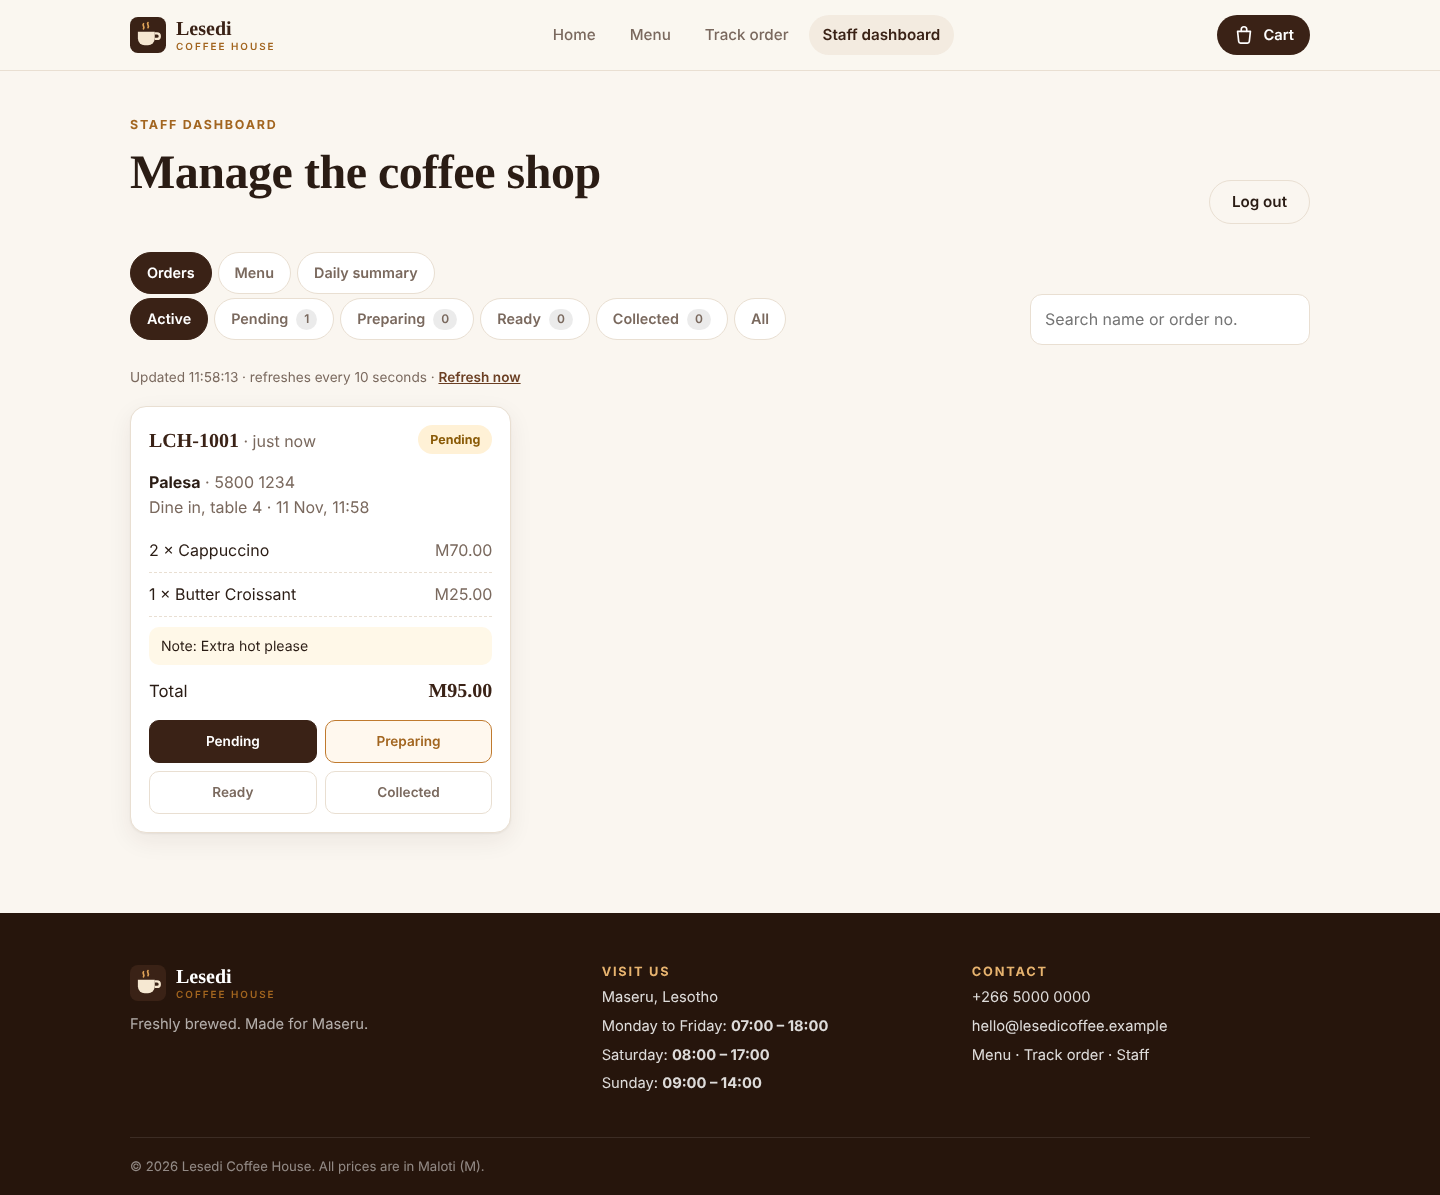 Lesedi
COFFEE HOUSE
Home
Menu
Track order
Staff dashboard
Cart
STAFF DASHBOARD
Manage the coffee shop
Log out
Orders
Menu
Daily summary
Active
Pending 1
Preparing 0
Ready 0
Collected 0
All
Search name or order no.
Updated 11:58:13 · refreshes every 10 seconds · Refresh now
LCH-1001 · just now
Pending
Palesa · 5800 1234
Dine in, table 4 · 11 Nov, 11:58
2 × Cappuccino M70.00
1 × Butter Croissant M25.00
Note: Extra hot please
Total M95.00
Pending
Preparing
Ready
Collected
Lesedi
COFFEE HOUSE
Freshly brewed. Made for Maseru.
VISIT US
Maseru, Lesotho
Monday to Friday: 07:00 – 18:00
Saturday: 08:00 – 17:00
Sunday: 09:00 – 14:00
CONTACT
+266 5000 0000
hello@lesedicoffee.example
Menu · Track order · Staff
© 2026 Lesedi Coffee House. All prices are in Maloti (M).